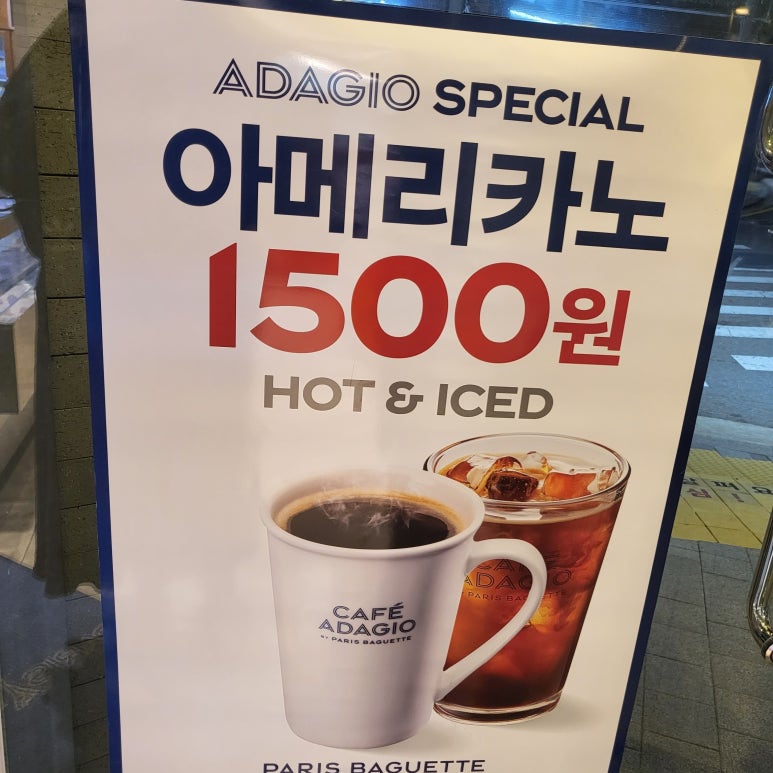 ADAGIO SPECIAL
아메리카노
1500원
HOT & ICED
CAFÉ
ADAGIO
BY PARIS BAGUETTE
CAFÉ
ADAGIO
BY PARIS BAGUETTE
PARIS BAGUETTE